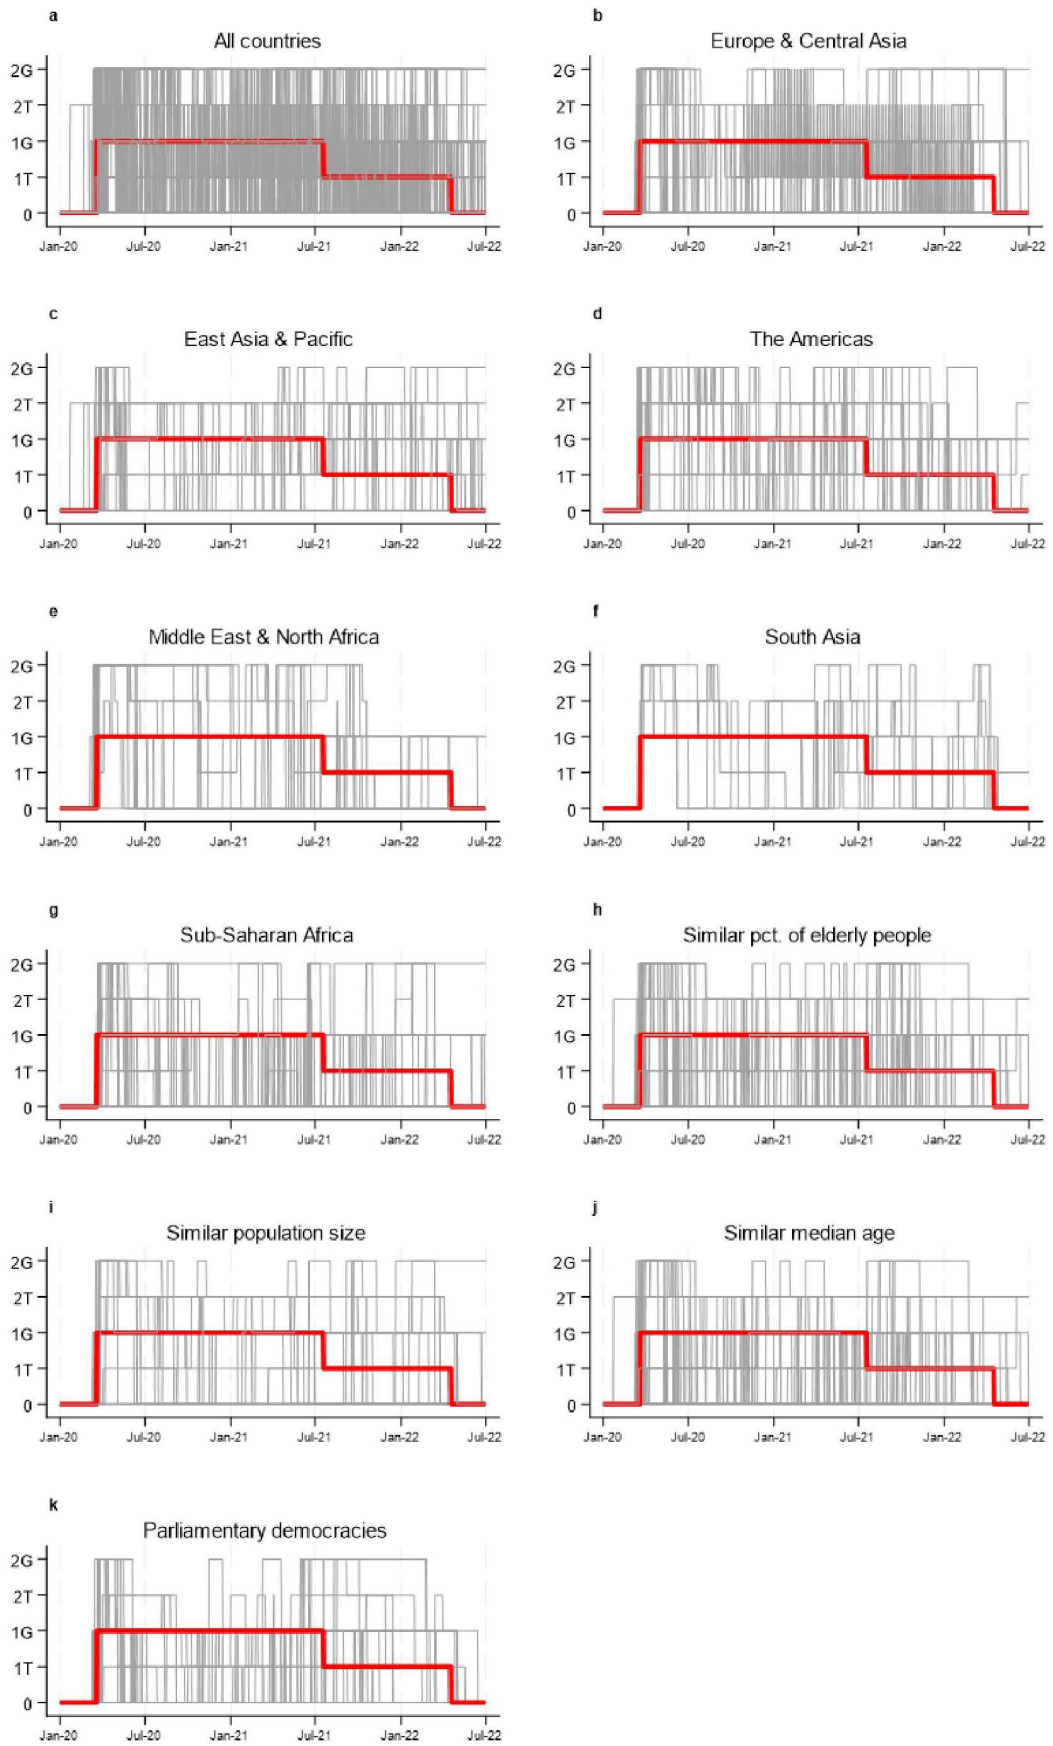 a
All countries
2G
2T
1G
1T
0
Jan-20 Jul-20 Jan-21 Jul-21 Jan-22 Jul-22
b
Europe & Central Asia
2G
2T
1G
1T
0
Jan-20 Jul-20 Jan-21 Jul-21 Jan-22 Jul-22
c
East Asia & Pacific
2G
2T
1G
1T
0
Jan-20 Jul-20 Jan-21 Jul-21 Jan-22 Jul-22
d
The Americas
2G
2T
1G
1T
0
Jan-20 Jul-20 Jan-21 Jul-21 Jan-22 Jul-22
e
Middle East & North Africa
2G
2T
1G
1T
0
Jan-20 Jul-20 Jan-21 Jul-21 Jan-22 Jul-22
f
South Asia
2G
2T
1G
1T
0
Jan-20 Jul-20 Jan-21 Jul-21 Jan-22 Jul-22
g
Sub-Saharan Africa
2G
2T
1G
1T
0
Jan-20 Jul-20 Jan-21 Jul-21 Jan-22 Jul-22
h
Similar pct. of elderly people
2G
2T
1G
1T
0
Jan-20 Jul-20 Jan-21 Jul-21 Jan-22 Jul-22
i
Similar population size
2G
2T
1G
1T
0
Jan-20 Jul-20 Jan-21 Jul-21 Jan-22 Jul-22
j
Similar median age
2G
2T
1G
1T
0
Jan-20 Jul-20 Jan-21 Jul-21 Jan-22 Jul-22
k
Parliamentary democracies
2G
2T
1G
1T
0
Jan-20 Jul-20 Jan-21 Jul-21 Jan-22 Jul-22